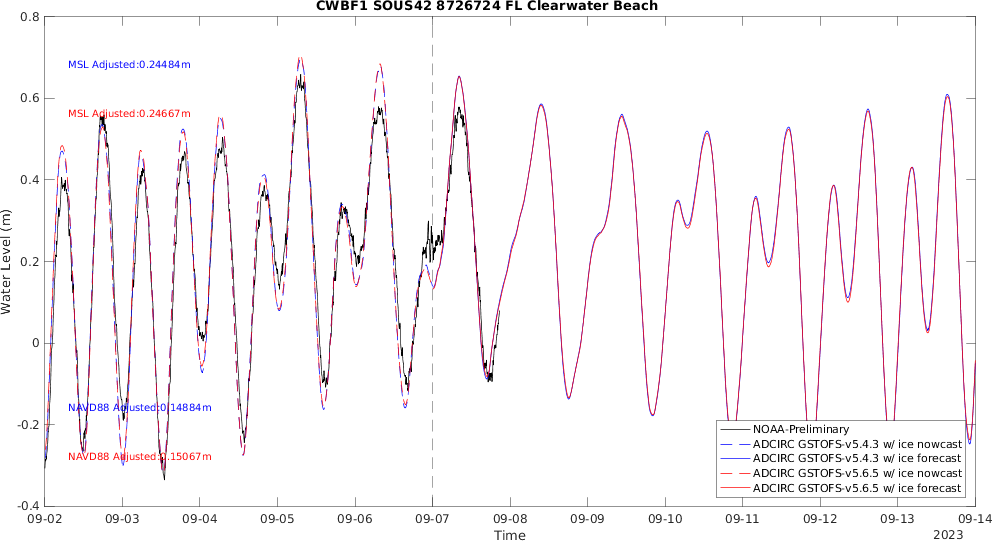 CWBF1 SOUS42 8726724 FL Clearwater Beach
0.8
0.6
0.4
0.2
0
-0.2
-0.4
Water Level (m)
MSL Adjusted:0.24484m
MSL Adjusted:0.24667m
NAVD88 Adjusted:0.14884m
NAVD88 Adjusted:0.15067m
NOAA-Preliminary
ADCIRC GSTOFS-v5.4.3 w/ ice nowcast
ADCIRC GSTOFS-v5.4.3 w/ ice forecast
ADCIRC GSTOFS-v5.6.5 w/ ice nowcast
ADCIRC GSTOFS-v5.6.5 w/ ice forecast
09-02 09-03 09-04 09-05 09-06 09-07 09-08 09-09 09-10 09-11 09-12 09-13 09-14
Time
2023